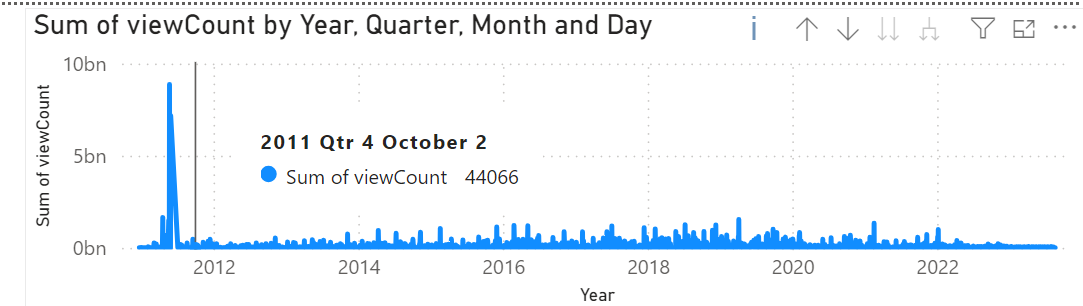 Sum of viewCount by Year, Quarter, Month and Day
10bn
5bn
0bn
Sum of viewCount
2011 Qtr 4 October 2
Sum of viewCount 44066
2012 2014 2016 2018 2020 2022
Year